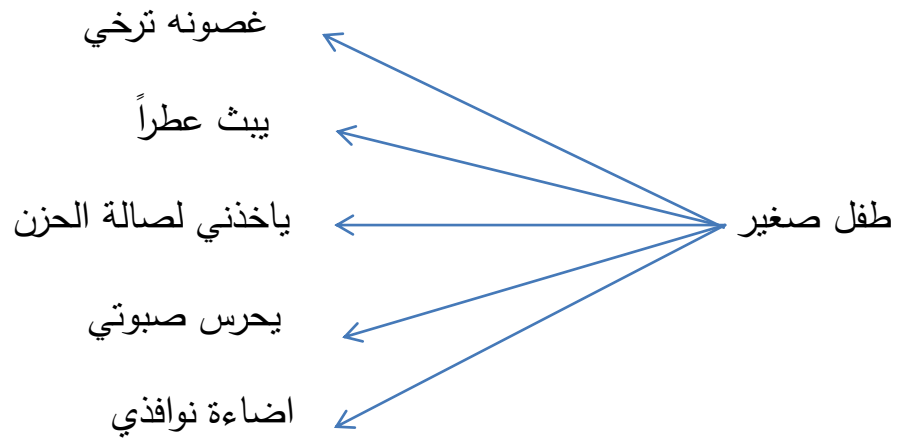 غصونه ترخي
يبث عطراً
ياخذني لصالة الحزن
طفل صغير
يحرس صبوتي
اضاءة نوافذي